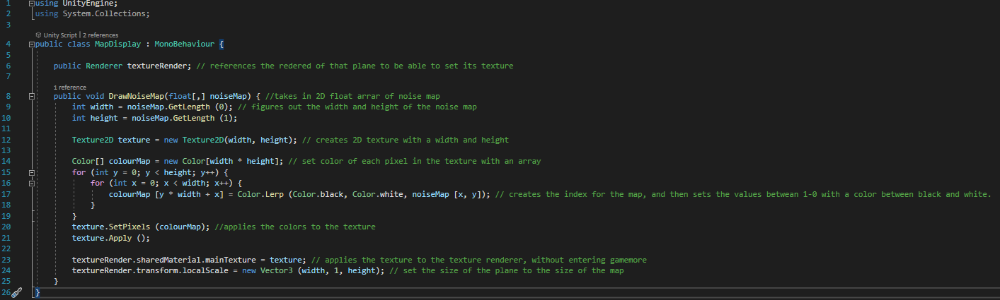 1 using UnityEngine;
2 using System.Collections;
3
Unity Script | 2 references
4 public class MapDisplay : MonoBehaviour {
5
6 public Renderer textureRender; // references the redered of that plane to be able to set its texture
7
1 reference
8 public void DrawNoiseMap(float[,] noiseMap) { //takes in 2D float arrar of noise map
9 int width = noiseMap.GetLength (0); // figures out the width and height of the noise map
10 int height = noiseMap.GetLength (1);
11
12 Texture2D texture = new Texture2D(width, height); // creates 2D texture with a width and height
13
14 Color[] colourMap = new Color[width * height]; // set color of each pixel in the texture with an array
15 for (int y = 0; y < height; y++) {
16 for (int x = 0; x < width; x++) {
17 colourMap [y * width + x] = Color.Lerp (Color.black, Color.white, noiseMap [x, y]); // creates the index for the map, and then sets the values betwean 1-0 with a color between black and white.
18 }
19 }
20 texture.SetPixels (colourMap); //applies the colors to the texture
21 texture.Apply ();
22
23 textureRender.sharedMaterial.mainTexture = texture; // applies the texture to the texture renderer, without entering gamemore
24 textureRender.transform.localScale = new Vector3 (width, 1, height); // set the size of the plane to the size of the map
25 }
26 }